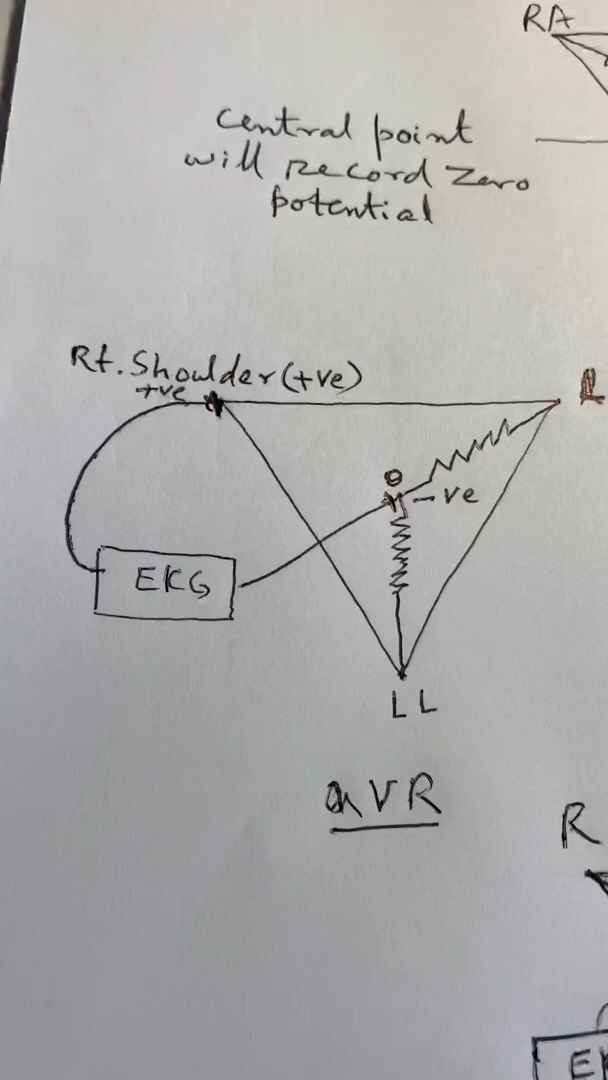 RA
Central point
will Record Zero
potential
Rt. Shoulder (+ve)
+ve
L
O
-ve
EKG
LL
aVR
R